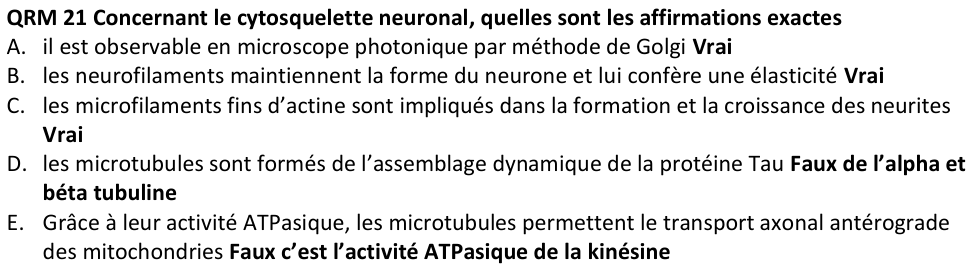 QRM 21 Concernant le cytosquelette neuronal, quelles sont les affirmations exactes
A. il est observable en microscope photonique par méthode de Golgi Vrai
B. les neurofilaments maintiennent la forme du neurone et lui confère une élasticité Vrai
C. les microfilaments fins d’actine sont impliqués dans la formation et la croissance des neurites
Vrai
D. les microtubules sont formés de l’assemblage dynamique de la protéine Tau Faux de l’alpha et
béta tubuline
E. Grâce à leur activité ATPasique, les microtubules permettent le transport axonal antérograde
des mitochondries Faux c’est l’activité ATPasique de la kinésine